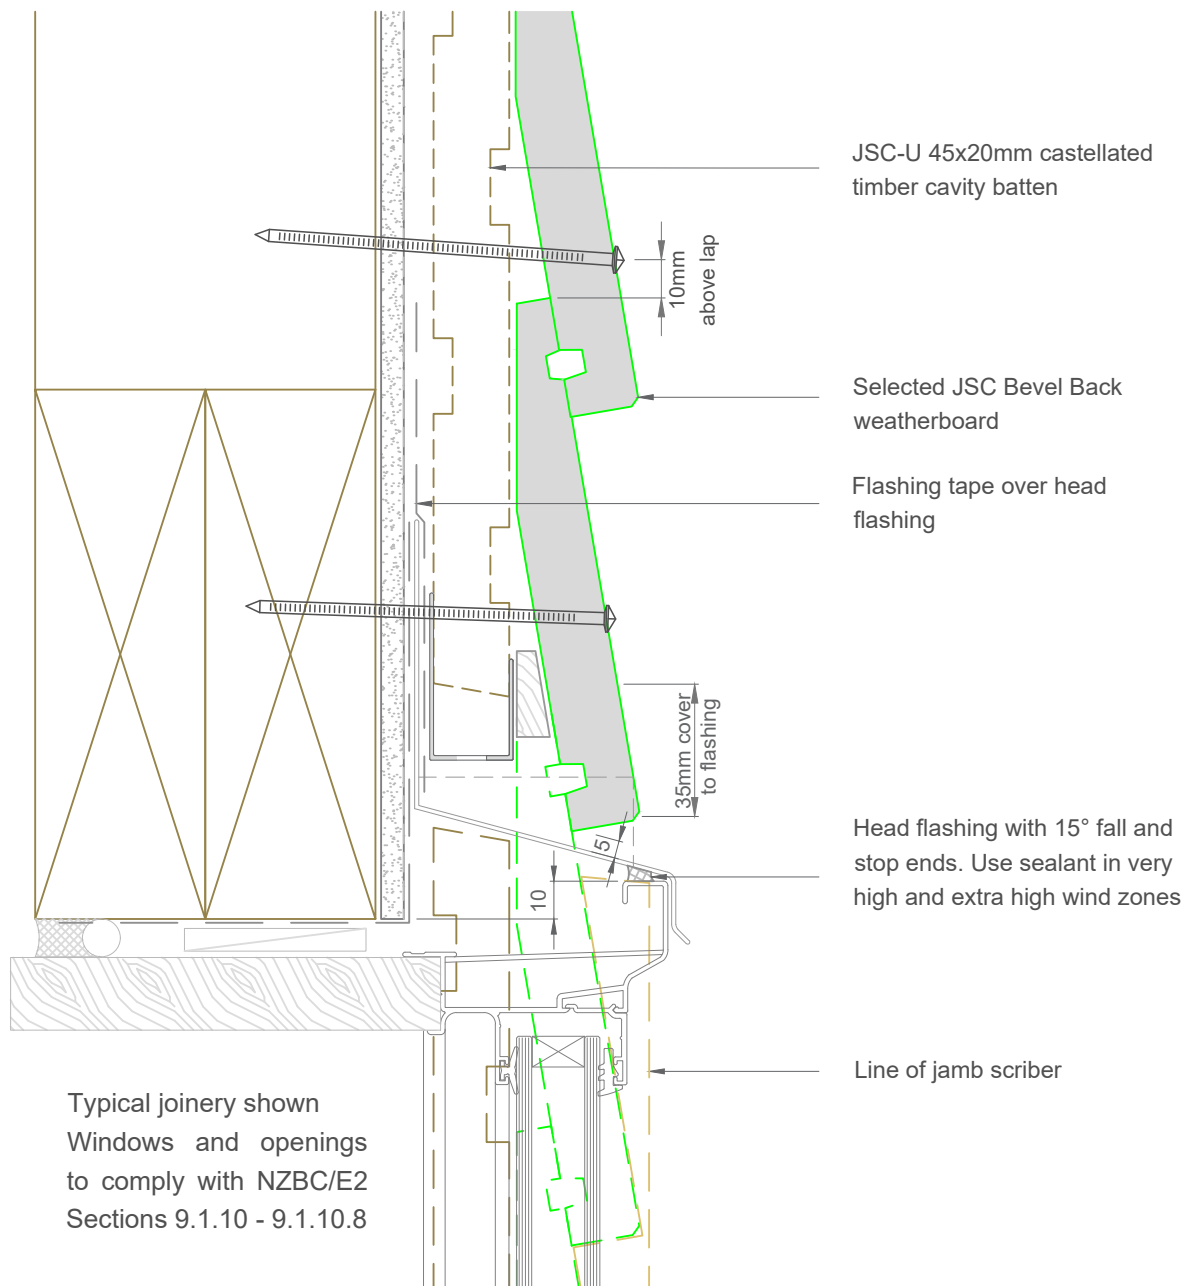 JSC-U 45x20mm castellated
timber cavity batten
10mm
above lap
Selected JSC Bevel Back
weatherboard
Flashing tape over head
flashing
35mm cover
to flashing
Head flashing with 15° fall and
stop ends. Use sealant in very
high and extra high wind zones
5
10
Line of jamb scriber
Typical joinery shown
Windows and openings
to comply with NZBC/E2
Sections 9.1.10 - 9.1.10.8